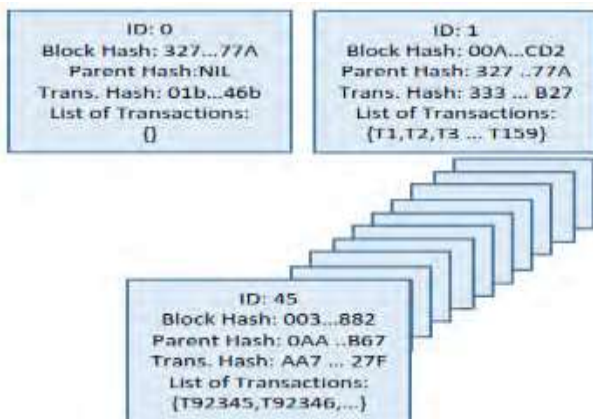 ID: 0
Block Hash: 327...77A
Parent Hash:NIL
Trans. Hash: 01b...46b
List of Transactions:
{}
ID: 1
Block Hash: 00A...CD2
Parent Hash: 327 ..77A
Trans. Hash: 333 ... B27
List of Transactions:
{T1,T2,T3 ... T159}
ID: 45
Block Hash: 003...882
Parent Hash: 0AA ..B67
Trans. Hash: AA7 ... 27F
List of Transactions:
{T92345,T92346,...}